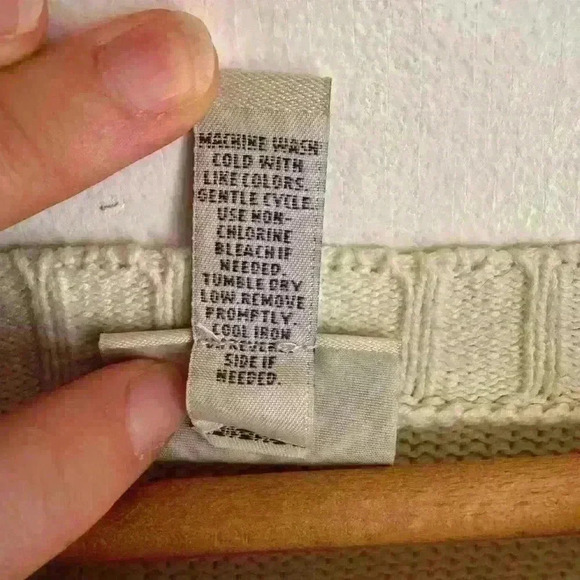 MACHINE WASH
COLD WITH
LIKE COLORS.
GENTLE CYCLE.
USE NON-
CHLORINE
BLEACH IF
NEEDED.
TUMBLE DRY
LOW. REMOVE
PROMPTLY.
COOL IRON
REVERSE
SIDE IF
NEEDED.